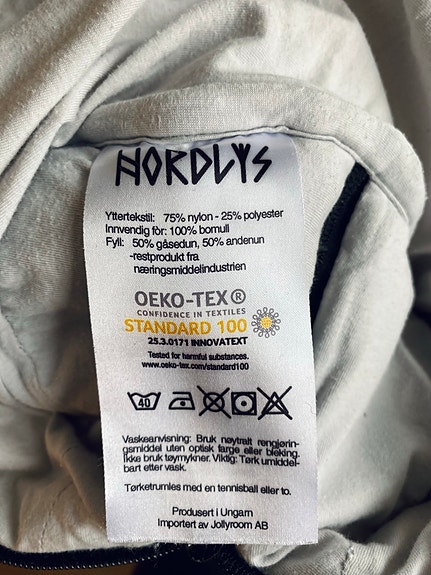 NORDLYS
Yttertekstil: 75% nylon - 25% polyester
Innvendig fòr: 100% bomull
Fyll: 50% gåsedun, 50% andenun
-restprodukt fra
næringsmiddelindustrien
OEKO-TEX®
CONFIDENCE IN TEXTILES
STANDARD 100
25.3.0171 INNOVATEXT
Tested for harmful substances.
www.oeko-tex.com/standard100
40
Vaskeanvisning: Bruk nøytralt rengjørin-
gsmiddel uten optisk farge eller bleking.
Ikke bruk tøymykner. Viktig: Tørk umiddel-
bart etter vask.
Tørketrumles med en tennisball eller to.
Produsert i Ungarn
Importert av Jollyroom AB